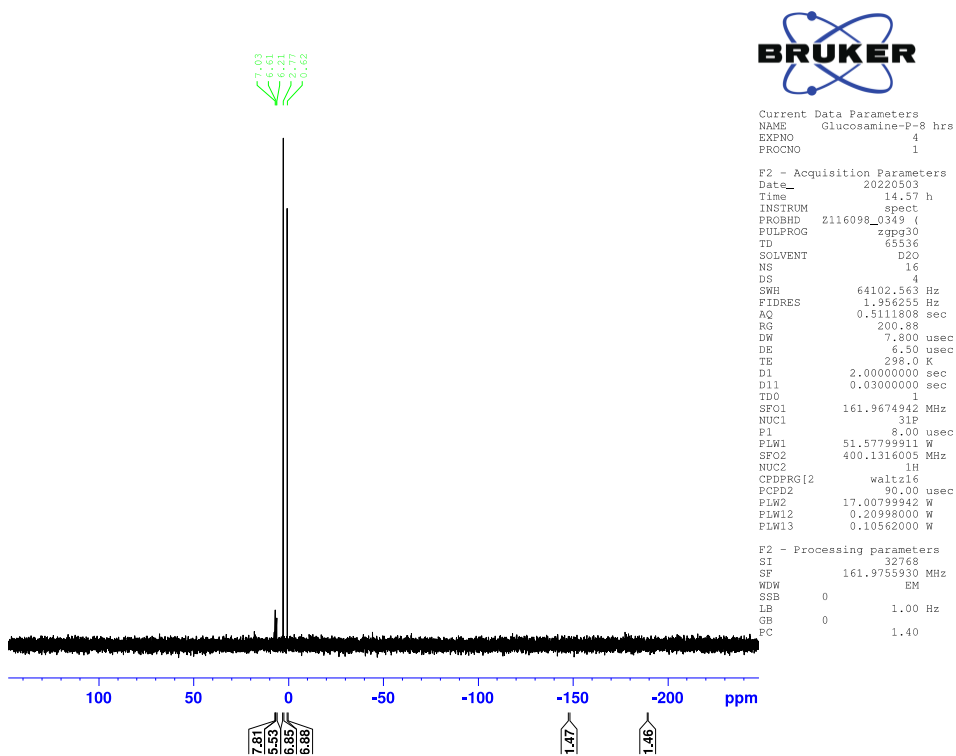 7.03
6.61
6.21
2.77
0.62
BRUKER
Current Data Parameters
NAME Glucosamine-P-8 hrs
EXPNO 4
PROCNO 1
F2 - Acquisition Parameters
Date_ 20220503
Time 14.57 h
INSTRUM spect
PROBHD Z116098_0349 (
PULPROG zgpg30
TD 65536
SOLVENT D2O
NS 16
DS 4
SWH 64102.563 Hz
FIDRES 1.956255 Hz
AQ 0.5111808 sec
RG 200.88
DW 7.800 usec
DE 6.50 usec
TE 298.0 K
D1 2.00000000 sec
D11 0.03000000 sec
TD0 1
SFO1 161.9674942 MHz
NUC1 31P
P1 8.00 usec
PLW1 51.57799911 W
SFO2 400.1316005 MHz
NUC2 1H
CPDPRG[2 waltz16
PCPD2 90.00 usec
PLW2 17.00799942 W
PLW12 0.20998000 W
PLW13 0.10562000 W
F2 - Processing parameters
SI 32768
SF 161.9755930 MHz
WDW EM
SSB 0
LB 1.00 Hz
GB 0
PC 1.40
100 50 0 -50 -100 -150 -200 ppm
7.81
5.53
6.85
6.88
1.47
1.46